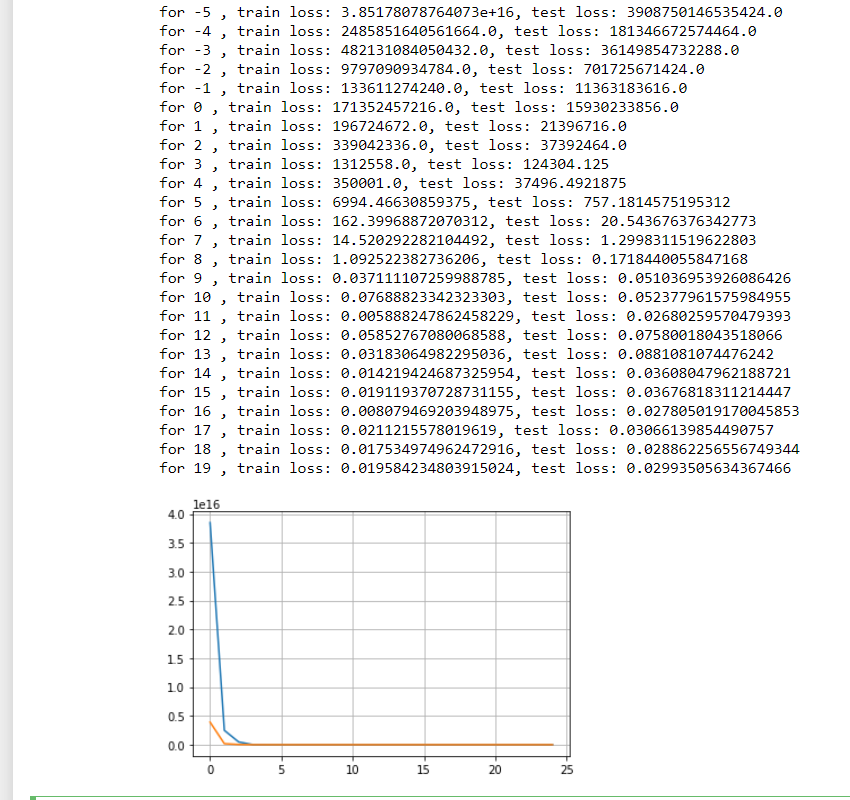 for -5 , train loss: 3.85178078764073e+16, test loss: 3908750146535424.0
for -4 , train loss: 2485851640561664.0, test loss: 181346672574464.0
for -3 , train loss: 482131084050432.0, test loss: 36149854732288.0
for -2 , train loss: 9797090934784.0, test loss: 701725671424.0
for -1 , train loss: 133611274240.0, test loss: 11363183616.0
for 0 , train loss: 171352457216.0, test loss: 15930233856.0
for 1 , train loss: 196724672.0, test loss: 21396716.0
for 2 , train loss: 339042336.0, test loss: 37392464.0
for 3 , train loss: 1312558.0, test loss: 124304.125
for 4 , train loss: 350001.0, test loss: 37496.4921875
for 5 , train loss: 6994.46630859375, test loss: 757.1814575195312
for 6 , train loss: 162.39968872070312, test loss: 20.543676376342773
for 7 , train loss: 14.520292282104492, test loss: 1.2998311519622803
for 8 , train loss: 1.092522382736206, test loss: 0.1718440055847168
for 9 , train loss: 0.037111107259988785, test loss: 0.051036953926086426
for 10 , train loss: 0.07688823342323303, test loss: 0.052377961575984955
for 11 , train loss: 0.005888247862458229, test loss: 0.02680259570479393
for 12 , train loss: 0.05852767080068588, test loss: 0.07580018043518066
for 13 , train loss: 0.03183064982295036, test loss: 0.0881081074476242
for 14 , train loss: 0.014219424687325954, test loss: 0.03608047962188721
for 15 , train loss: 0.019119370728731155, test loss: 0.03676818311214447
for 16 , train loss: 0.008079469203948975, test loss: 0.027805019170045853
for 17 , train loss: 0.0211215578019619, test loss: 0.03066139854490757
for 18 , train loss: 0.017534974962472916, test loss: 0.028862256556749344
for 19 , train loss: 0.019584234803915024, test loss: 0.02993505634367466
1e16
4.0
3.5
3.0
2.5
2.0
1.5
1.0
0.5
0.0
0 5 10 15 20 25